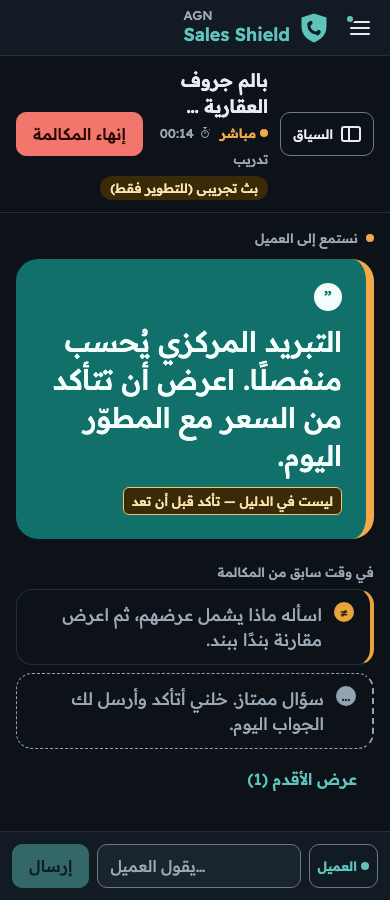 AGN
Sales Shield
بالم جروف
العقارية ...
السياق
مباشر
00:14
إنهاء المكالمة
تدريب
بث تجريبي (للتطوير فقط)
نستمع إلى العميل
التبريد المركزي يُحسب
منفصلًا. اعرض أن تتأكد
من السعر مع المطوّر
اليوم.
ليست في الدليل — تأكد قبل أن تعد
في وقت سابق من المكالمة
≠
اسأله ماذا يشمل عرضهم، ثم اعرض
مقارنة بندًا ببند.
…
سؤال ممتاز. خلني أتأكد وأرسل لك
الجواب اليوم.
عرض الأقدم (1)
العميل
يقول العميل…
إرسال